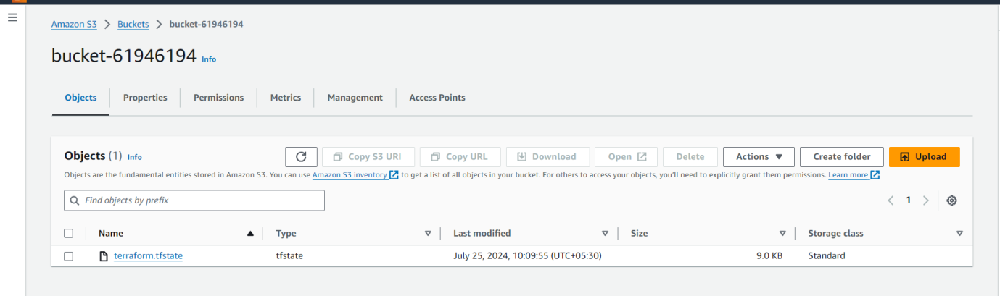 Amazon S3 > Buckets > bucket-61946194
bucket-61946194 Info
Objects Properties Permissions Metrics Management Access Points
Objects (1) Info Copy S3 URI Copy URL Download Open Delete Actions Create folder Upload
Objects are the fundamental entities stored in Amazon S3. You can use Amazon S3 inventory to get a list of all objects in your bucket. For others to access your objects, you'll need to explicitly grant them permissions. Learn more
Find objects by prefix 1
Name Type Last modified Size Storage class
terraform.tfstate tfstate July 25, 2024, 10:09:55 (UTC+05:30) 9.0 KB Standard